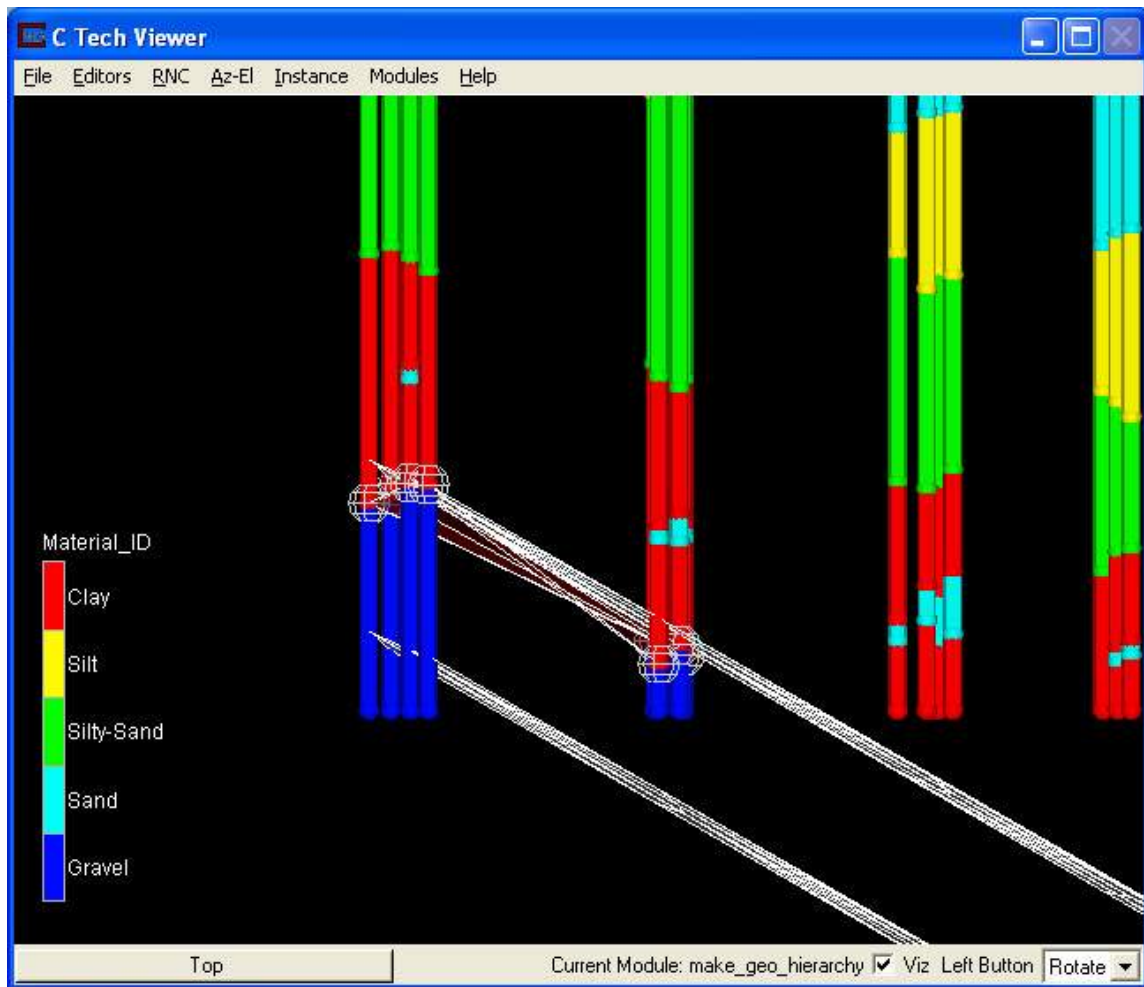 C Tech Viewer
File Editors RNC Az-El Instance Modules Help
Material_ID
Clay
Silt
Silty-Sand
Sand
Gravel
Top Current Module: make_geo_hierarchy Viz Left Button Rotate